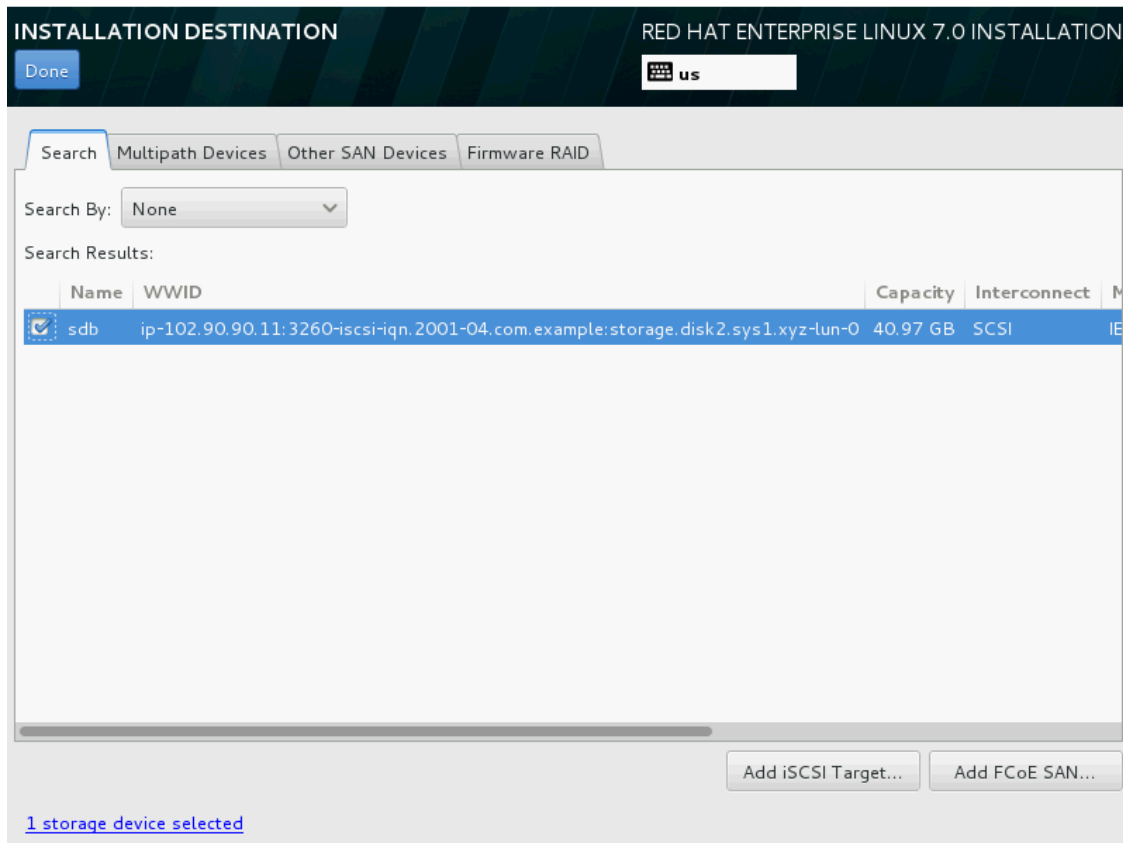 INSTALLATION DESTINATION
RED HAT ENTERPRISE LINUX 7.0 INSTALLATION
Done
us
Search Multipath Devices Other SAN Devices Firmware RAID
Search By: None
Search Results:
Name WWID Capacity Interconnect M
sdb ip-102.90.90.11:3260-iscsi-iqn.2001-04.com.example:storage.disk2.sys1.xyz-lun-0 40.97 GB SCSI IE
Add iSCSI Target... Add FCoE SAN...
1 storage device selected